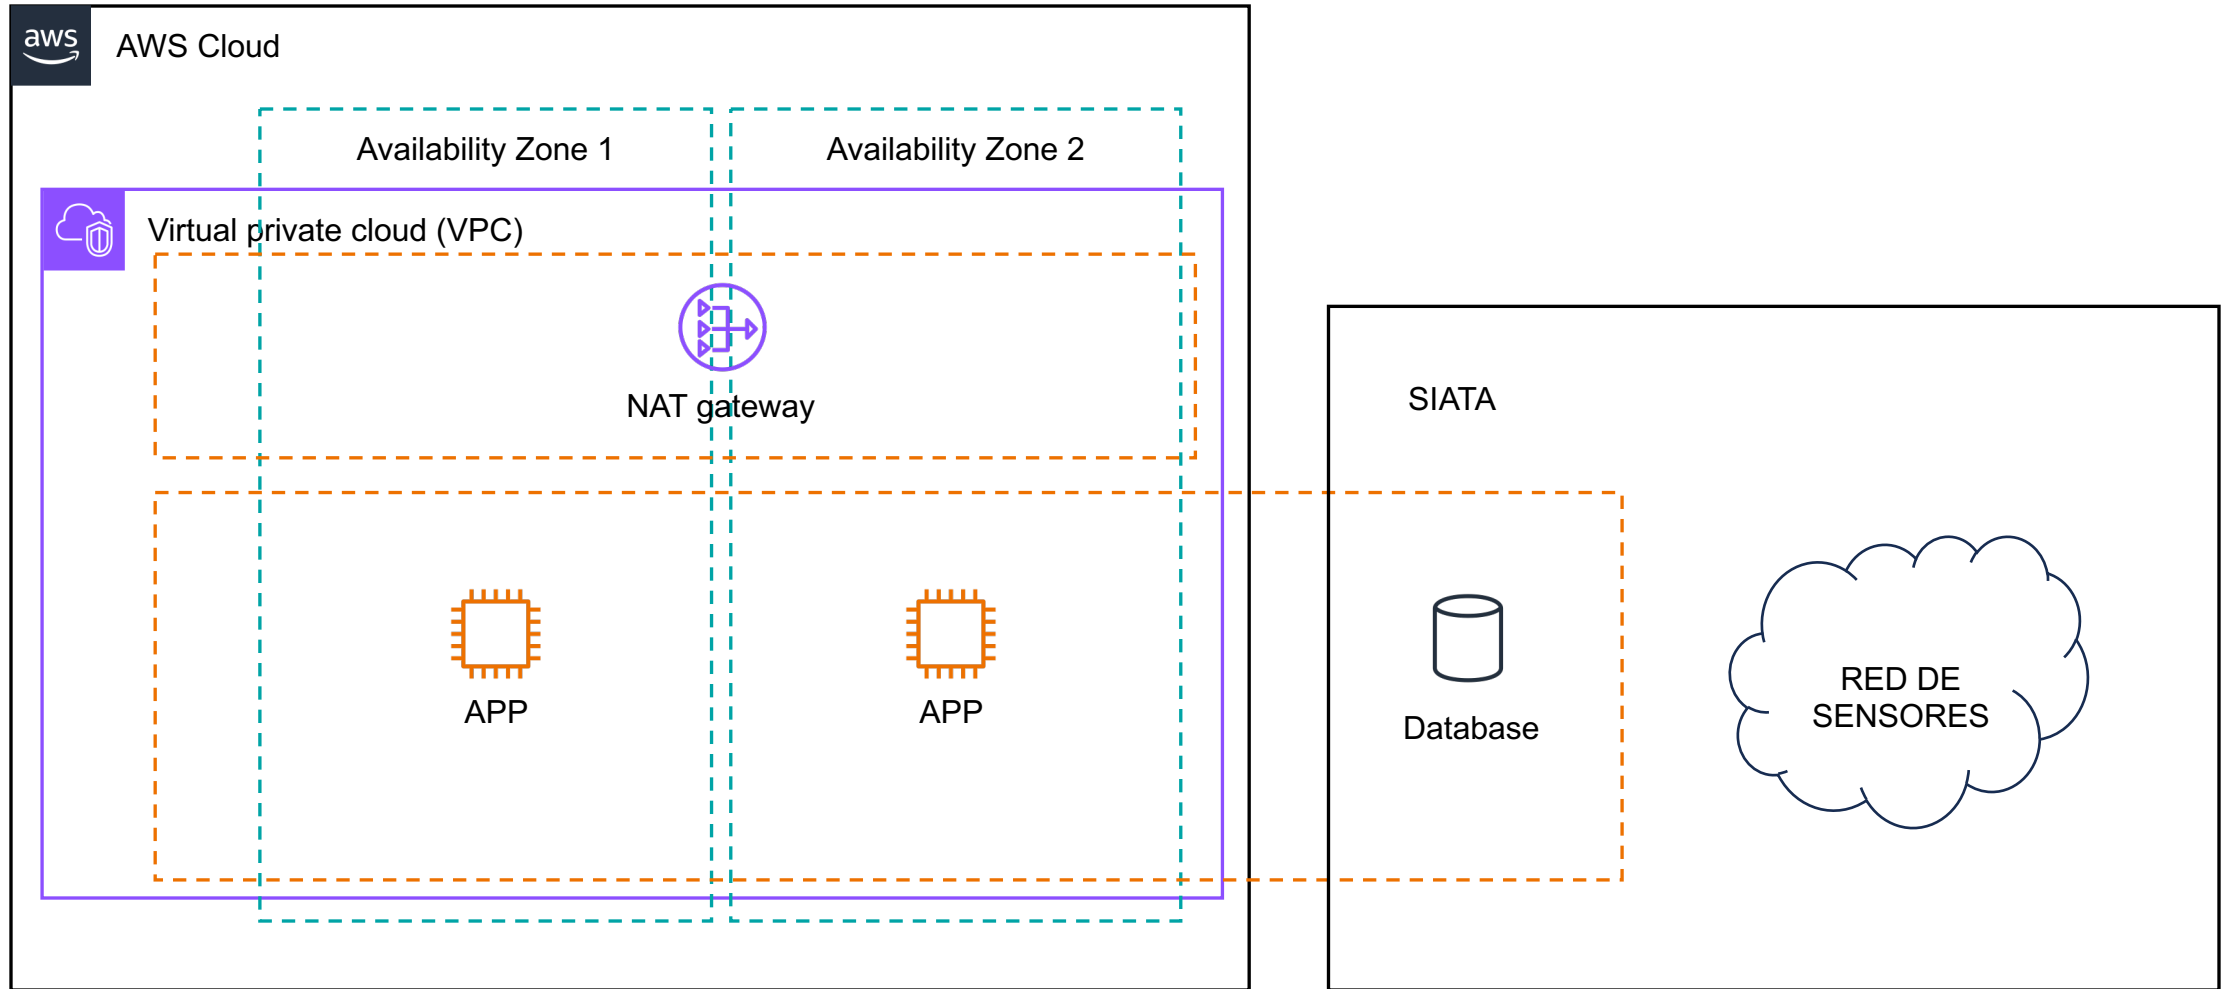 aws
AWS Cloud
Availability Zone 1
Availability Zone 2
Virtual private cloud (VPC)
NAT gateway
SIATA
APP
APP
Database
RED DE
SENSORES